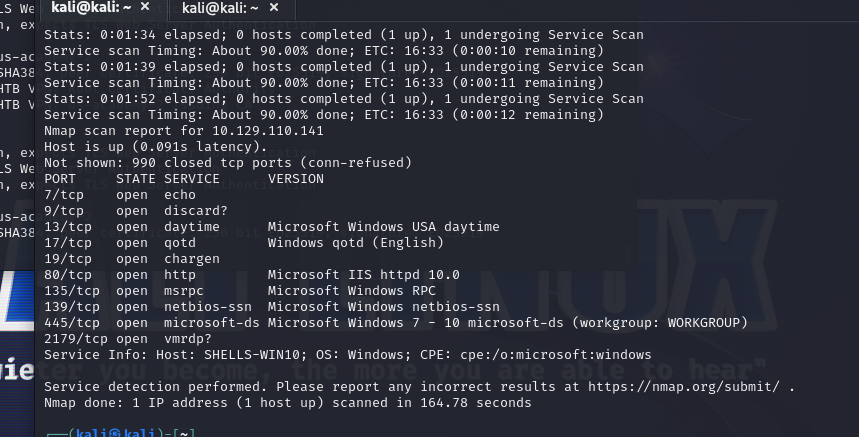 kali@kali: ~ × kali@kali: ~ ×
Stats: 0:01:34 elapsed; 0 hosts completed (1 up), 1 undergoing Service Scan
Service scan Timing: About 90.00% done; ETC: 16:33 (0:00:10 remaining)
Stats: 0:01:39 elapsed; 0 hosts completed (1 up), 1 undergoing Service Scan
Service scan Timing: About 90.00% done; ETC: 16:33 (0:00:11 remaining)
Stats: 0:01:52 elapsed; 0 hosts completed (1 up), 1 undergoing Service Scan
Service scan Timing: About 90.00% done; ETC: 16:33 (0:00:12 remaining)
Nmap scan report for 10.129.110.141
Host is up (0.091s latency).
Not shown: 990 closed tcp ports (conn-refused)
PORT     STATE SERVICE      VERSION
7/tcp    open  echo
9/tcp    open  discard?
13/tcp   open  daytime      Microsoft Windows USA daytime
17/tcp   open  qotd         Windows qotd (English)
19/tcp   open  chargen
80/tcp   open  http         Microsoft IIS httpd 10.0
135/tcp  open  msrpc        Microsoft Windows RPC
139/tcp  open  netbios-ssn  Microsoft Windows netbios-ssn
445/tcp  open  microsoft-ds Microsoft Windows 7 - 10 microsoft-ds (workgroup: WORKGROUP)
2179/tcp open  vmrdp?
Service Info: Host: SHELLS-WIN10; OS: Windows; CPE: cpe:/o:microsoft:windows
you become, the more you are able to hear"
Service detection performed. Please report any incorrect results at https://nmap.org/submit/ .
Nmap done: 1 IP address (1 host up) scanned in 164.78 seconds
(kali㉿kali)-[~]